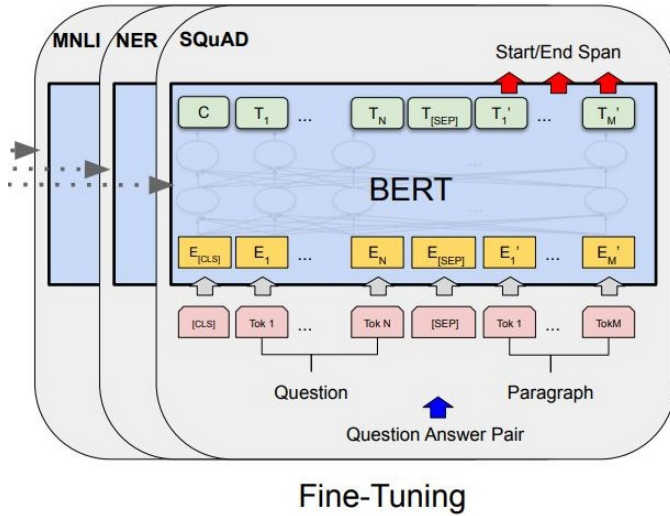 MNLI NER SQuAD
Start/End Span
C T1 ... TN T[SEP] T1' ... TM'
...
BERT
...
E[CLS] E1 ... EN E[SEP] E1' ... EM'
[CLS] Tok 1 ... Tok N [SEP] Tok 1 ... TokM
Question Paragraph
Question Answer Pair
Fine-Tuning